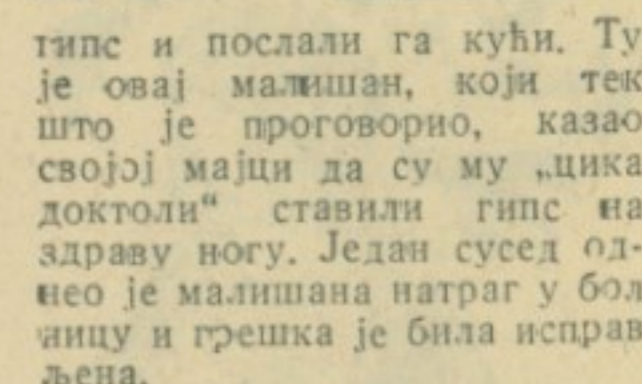 гипс и послали га кући. Ту
је овај малишан, који тек
што је проговорио, казао
својој мајци да су му „цика
доктоли“ ставили гипс на
здраву ногу. Један сусед од-
нео је малишана натраг у бол
ницу и грешка је била исправ
љена.